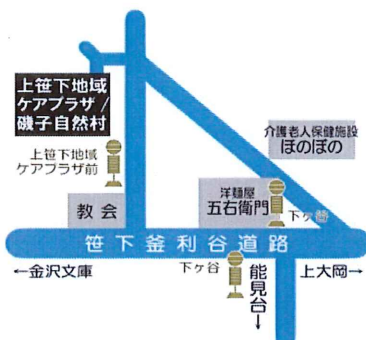 上笹下地域
ケアプラザ/
磯子自然村
上笹下地域
ケアプラザ前
介護老人保健施設
ほのぼの
教会
洋麺屋
五右衛門
下ヶ谷
笹下釜利谷道路
←金沢文庫
下ヶ谷
能見台→
上大岡→